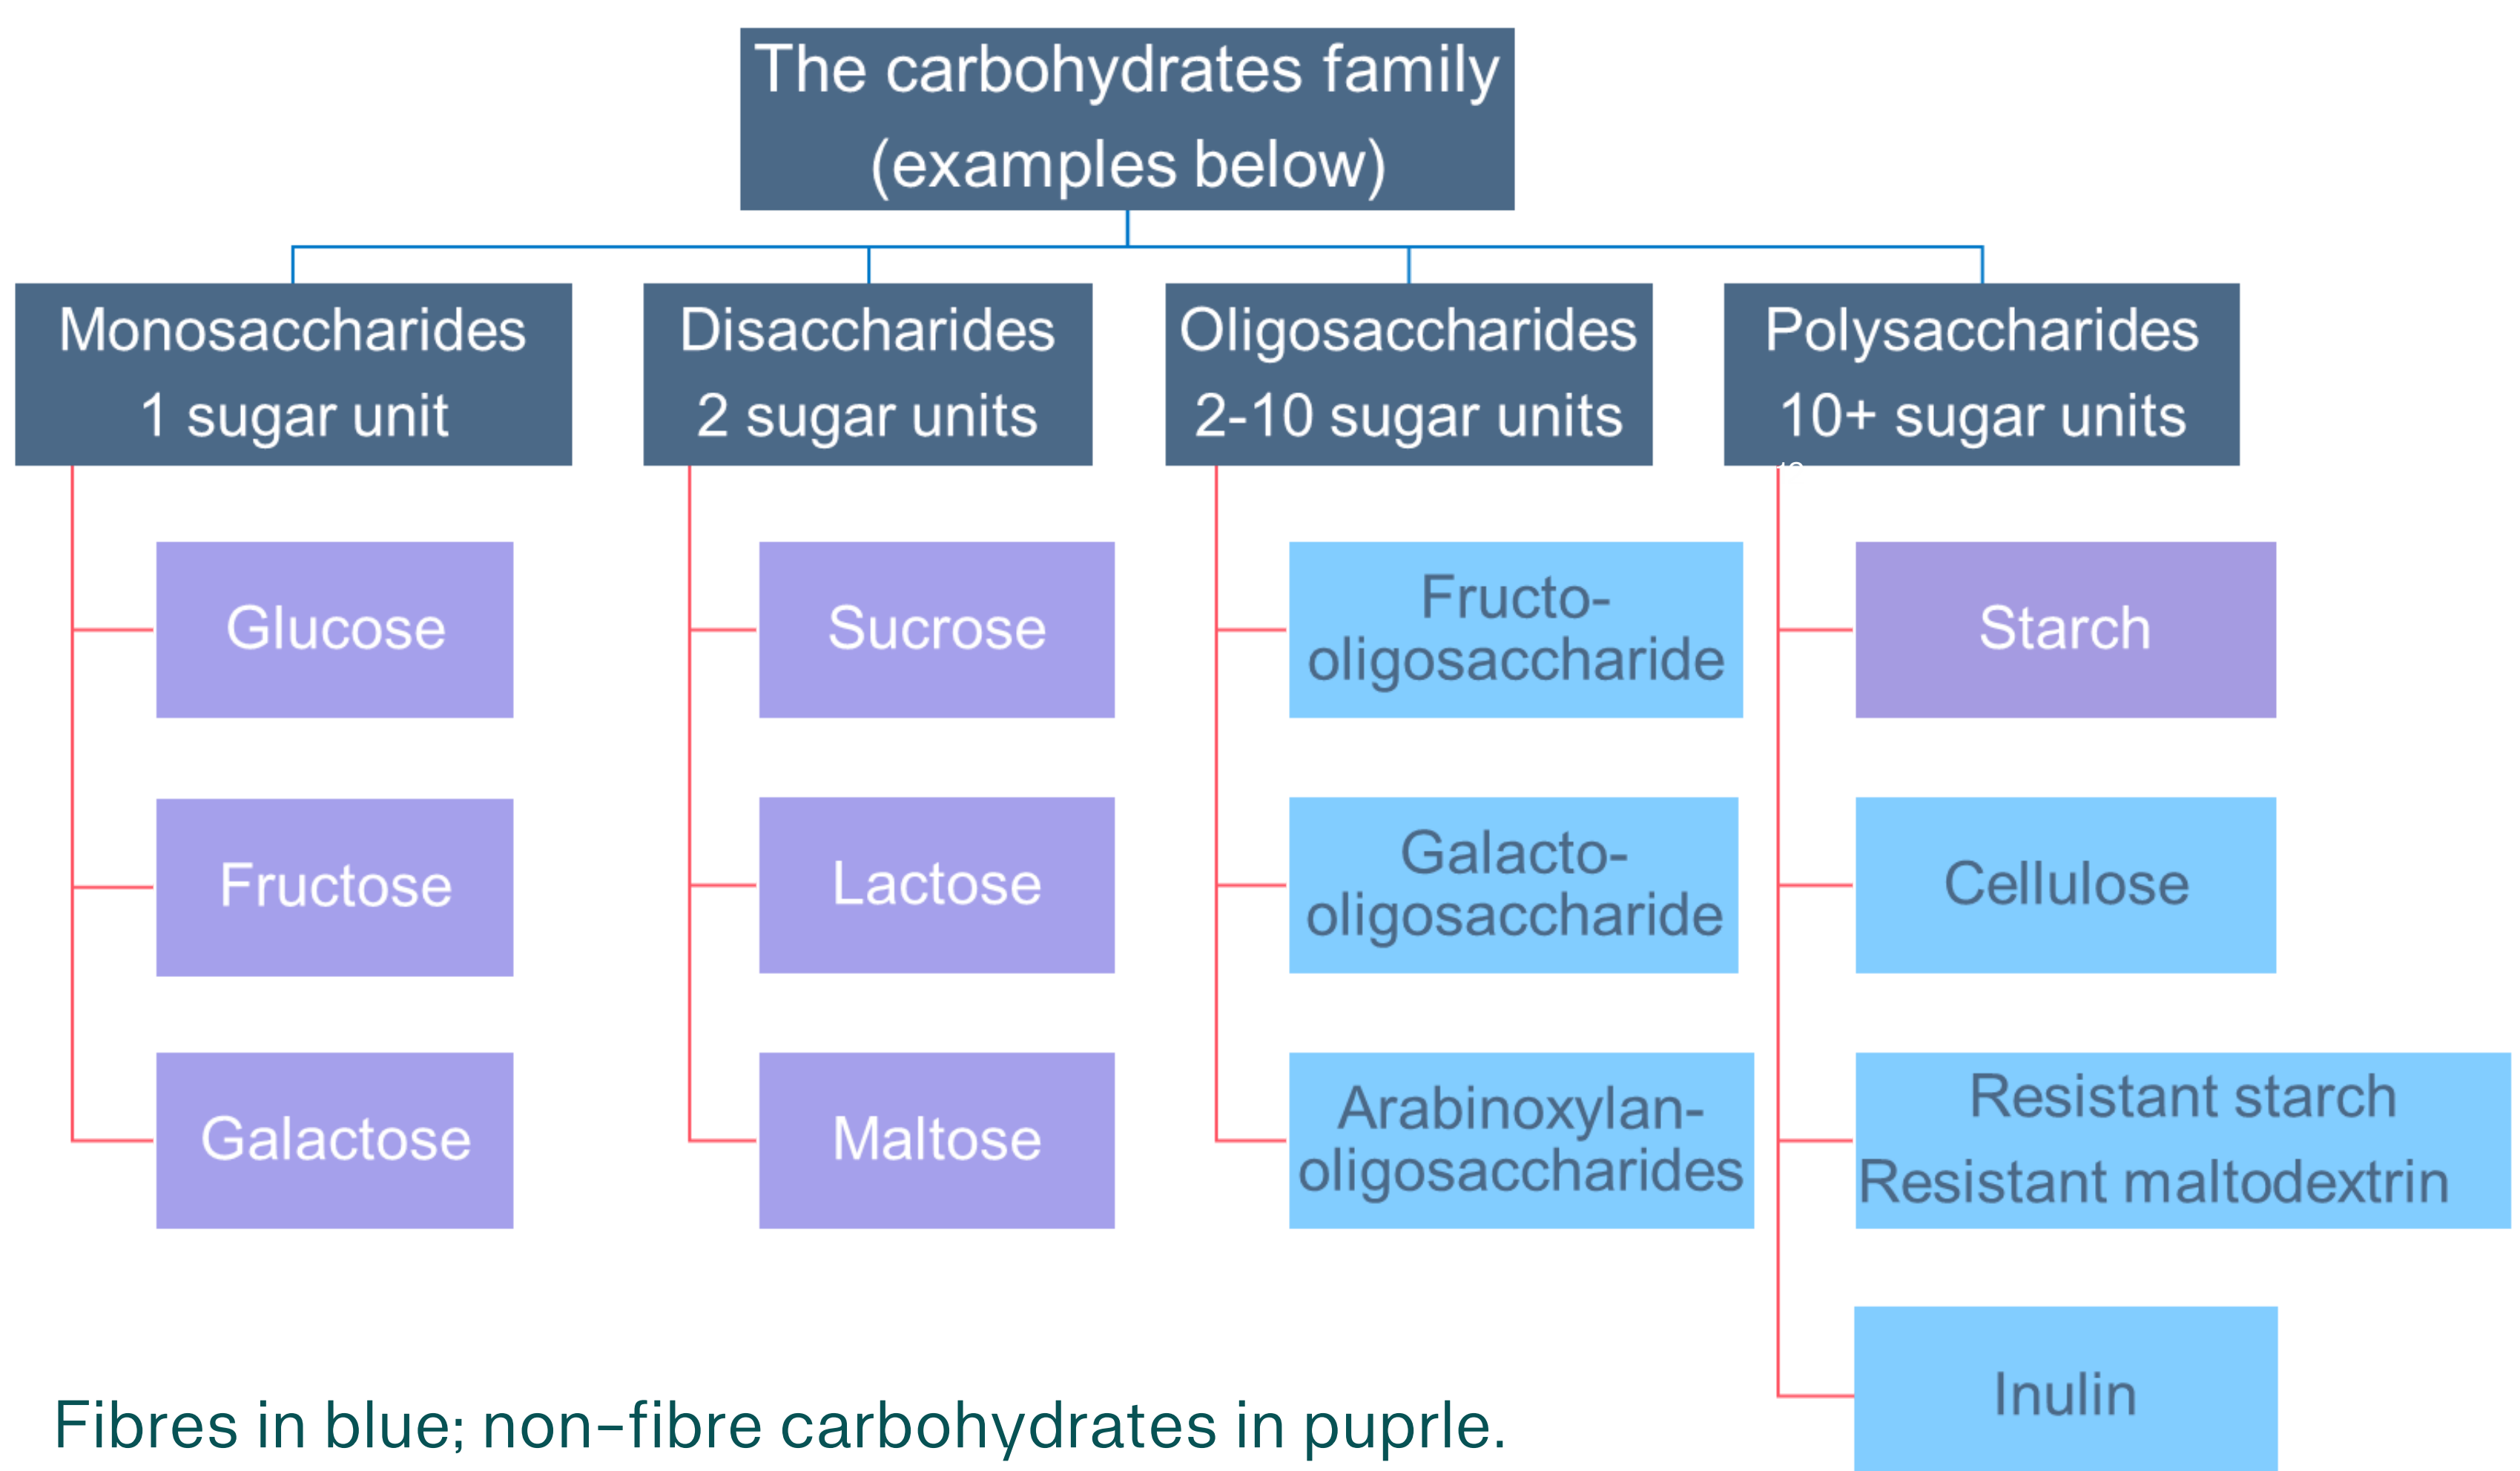 The carbohydrates family
(examples below)
Monosaccharides
1 sugar unit
Disaccharides
2 sugar units
Oligosaccharides
2-10 sugar units
Polysaccharides
10+ sugar units
Glucose
Fructose
Galactose
Sucrose
Lactose
Maltose
Fructo-
oligosaccharide
Galacto-
oligosaccharide
Arabinoxylan-
oligosaccharides
Starch
Cellulose
Resistant starch
Resistant maltodextrin
Inulin
Fibres in blue; non-fibre carbohydrates in puprle.